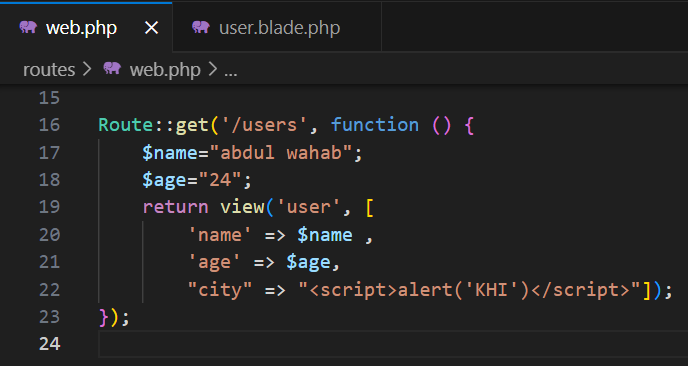 web.php × user.blade.php
routes > web.php > ...
15
16 Route::get('/users', function () {
17 $name="abdul wahab";
18 $age="24";
19 return view('user', [
20 'name' => $name ,
21 'age' => $age,
22 "city" => "<script>alert('KHI')</script>"]);
23 });
24